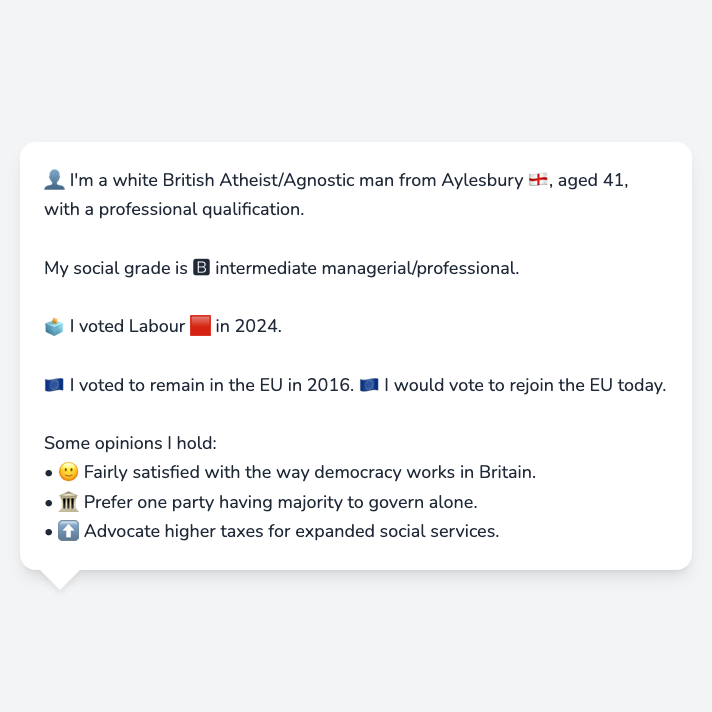 👤 I'm a white British Atheist/Agnostic man from Aylesbury 🏴󠁧󠁢󠁥󠁮󠁧󠁿, aged 41,
with a professional qualification.
My social grade is 🅱 intermediate managerial/professional.
🗳️ I voted Labour 🟥 in 2024.
🇪🇺 I voted to remain in the EU in 2016. 🇪🇺 I would vote to rejoin the EU today.
Some opinions I hold:
• 🙂 Fairly satisfied with the way democracy works in Britain.
• 🏛️ Prefer one party having majority to govern alone.
• ⬆️ Advocate higher taxes for expanded social services.